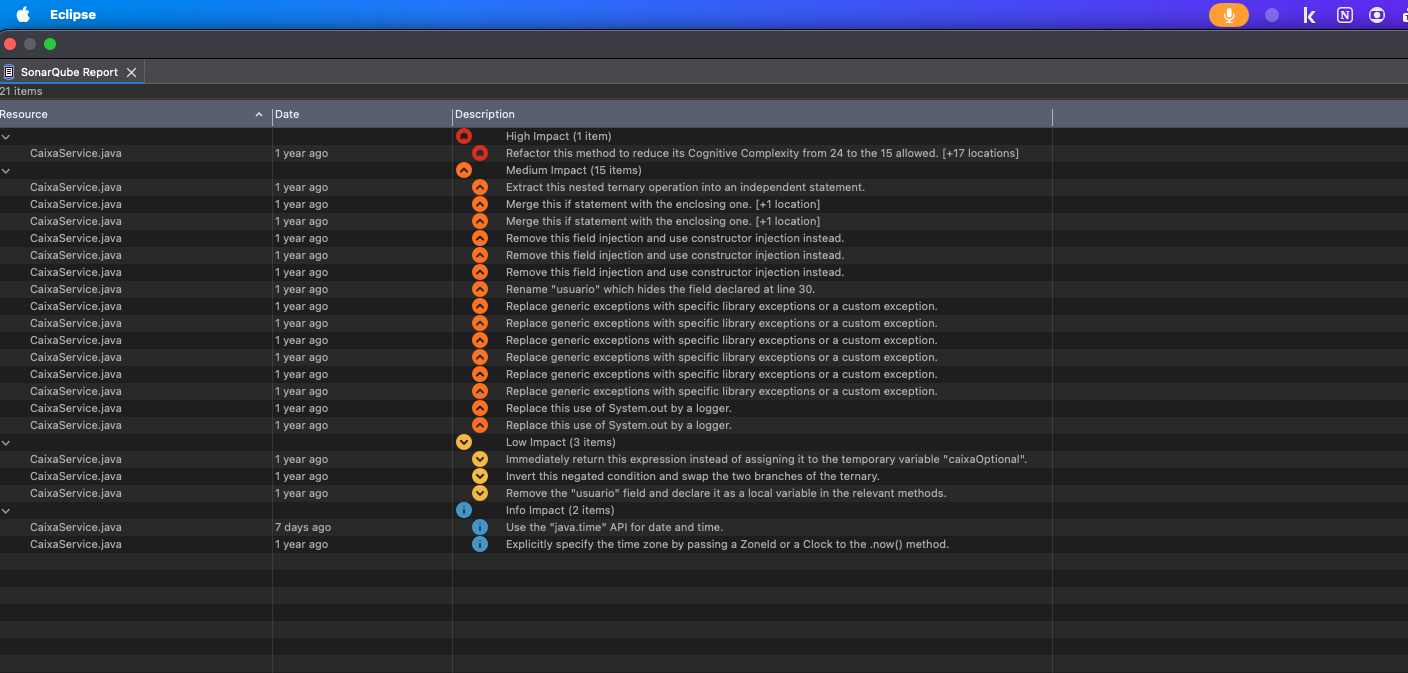 Eclipse
SonarQube Report
21 items
Resource Date Description
High Impact (1 item)
CaixaService.java 1 year ago Refactor this method to reduce its Cognitive Complexity from 24 to the 15 allowed. [+17 locations]
Medium Impact (15 items)
CaixaService.java 1 year ago Extract this nested ternary operation into an independent statement.
CaixaService.java 1 year ago Merge this if statement with the enclosing one. [+1 location]
CaixaService.java 1 year ago Merge this if statement with the enclosing one. [+1 location]
CaixaService.java 1 year ago Remove this field injection and use constructor injection instead.
CaixaService.java 1 year ago Remove this field injection and use constructor injection instead.
CaixaService.java 1 year ago Remove this field injection and use constructor injection instead.
CaixaService.java 1 year ago Rename "usuario" which hides the field declared at line 30.
CaixaService.java 1 year ago Replace generic exceptions with specific library exceptions or a custom exception.
CaixaService.java 1 year ago Replace generic exceptions with specific library exceptions or a custom exception.
CaixaService.java 1 year ago Replace generic exceptions with specific library exceptions or a custom exception.
CaixaService.java 1 year ago Replace generic exceptions with specific library exceptions or a custom exception.
CaixaService.java 1 year ago Replace generic exceptions with specific library exceptions or a custom exception.
CaixaService.java 1 year ago Replace generic exceptions with specific library exceptions or a custom exception.
CaixaService.java 1 year ago Replace this use of System.out by a logger.
CaixaService.java 1 year ago Replace this use of System.out by a logger.
Low Impact (3 items)
CaixaService.java 1 year ago Immediately return this expression instead of assigning it to the temporary variable "caixaOptional".
CaixaService.java 1 year ago Invert this negated condition and swap the two branches of the ternary.
CaixaService.java 1 year ago Remove the "usuario" field and declare it as a local variable in the relevant methods.
Info Impact (2 items)
CaixaService.java 7 days ago Use the "java.time" API for date and time.
CaixaService.java 1 year ago Explicitly specify the time zone by passing a ZoneId or a Clock to the .now() method.